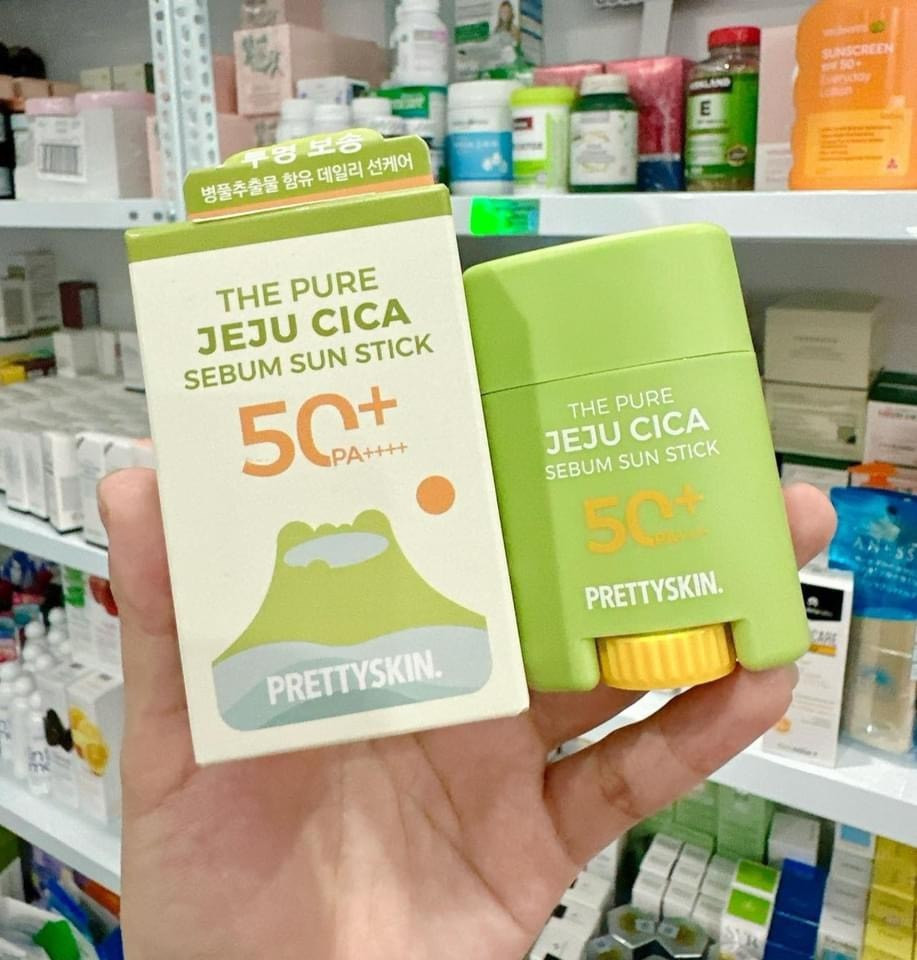 투명 보송
병풀추출물 함유 데일리 선케어
THE PURE
JEJU CICA
SEBUM SUN STICK
50+
PA++++
PRETTYSKIN.
THE PURE
JEJU CICA
SEBUM SUN STICK
50+
PA++++
PRETTYSKIN.
SUNSCREEN
SPF 50+
Everyday
Lotion
E